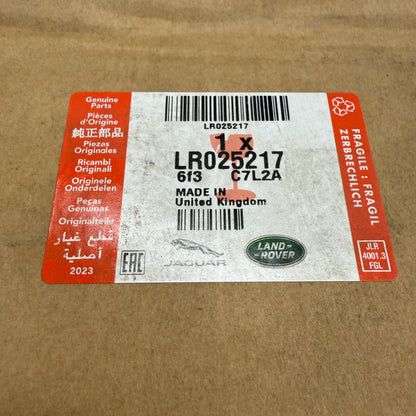 Genuine
Parts
Pièces
d'Origine
純正部品
Piezas
Originales
Ricambi
Originali
Originele
Onderdelen
Peças
Genuinas
Originalteile
قطع غيار
أصلية
2023
LR025217
1 x
LR025217
6f3 C7L2A
MADE IN
United Kingdom
EAC
JAGUAR
LAND-
-ROVER
FRAGILE : FRAGIL
ZERBRECHLICH
JLR
4001.3
FGL